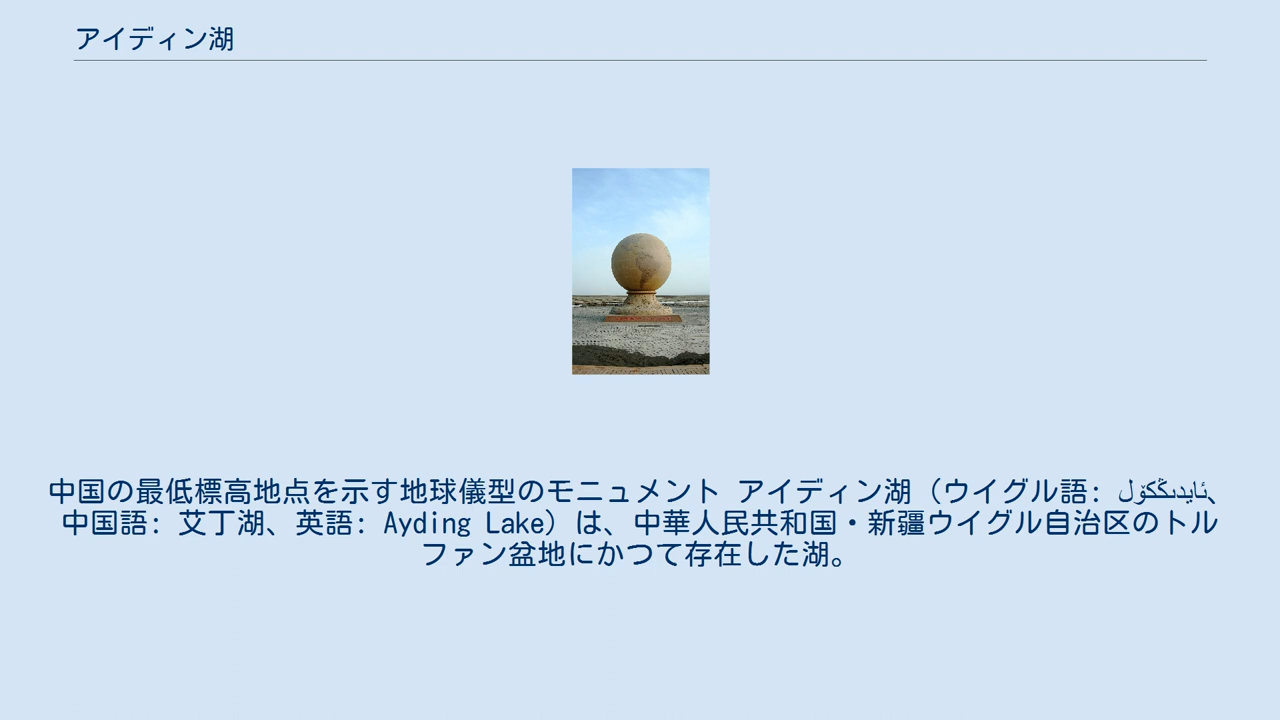 アイディン湖
中国の最低標高地点を示す地球儀型のモニュメント アイディン湖（ウイグル語: ئايدىڭكۆل、
中国語: 艾丁湖、英語: Ayding Lake）は、中華人民共和国・新疆ウイグル自治区のトル
ファン盆地にかつて存在した湖。